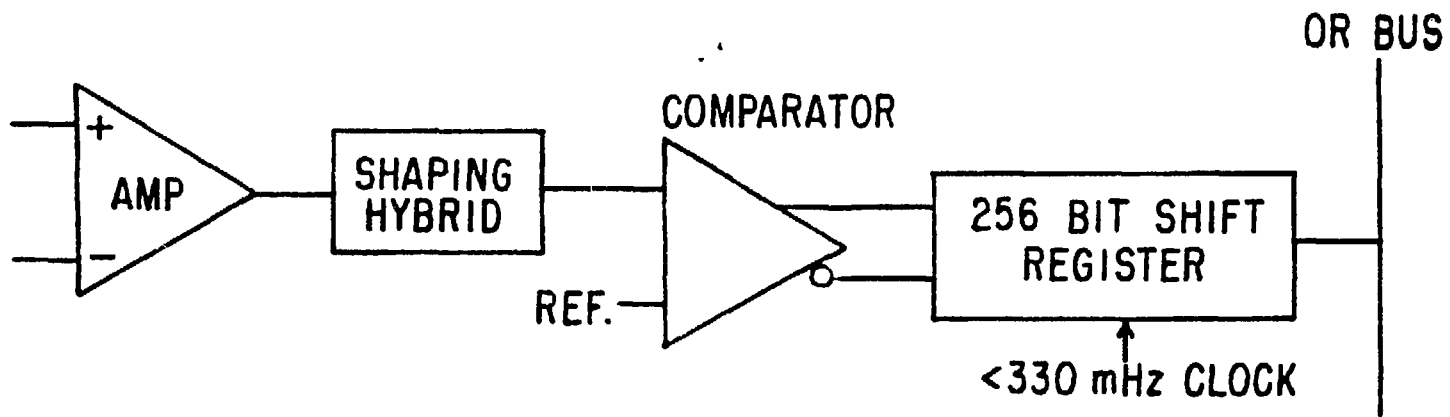 OR BUS
COMPARATOR
+
AMP
-
SHAPING
HYBRID
REF.
256 BIT SHIFT
REGISTER
<330 mHz CLOCK